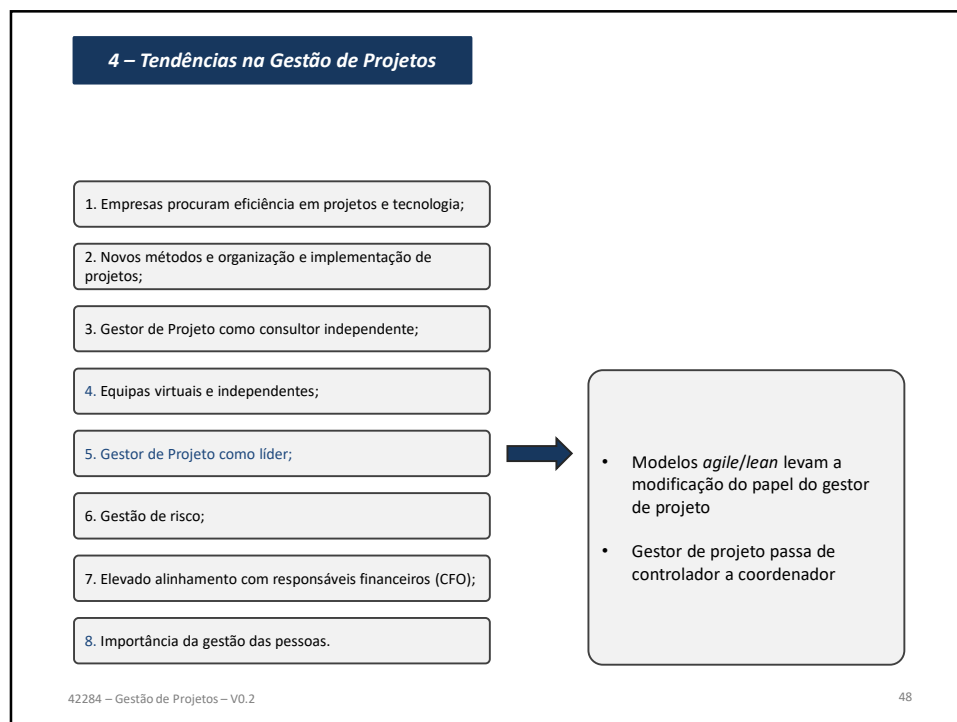 4 – Tendências na Gestão de Projetos
1. Empresas procuram eficiência em projetos e tecnologia;
2. Novos métodos e organização e implementação de
projetos;
3. Gestor de Projeto como consultor independente;
4. Equipas virtuais e independentes;
5. Gestor de Projeto como líder;
6. Gestão de risco;
7. Elevado alinhamento com responsáveis financeiros (CFO);
8. Importância da gestão das pessoas.
• Modelos agile/lean levam a
modificação do papel do gestor
de projeto
• Gestor de projeto passa de
controlador a coordenador
42284 – Gestão de Projetos – V0.2
48